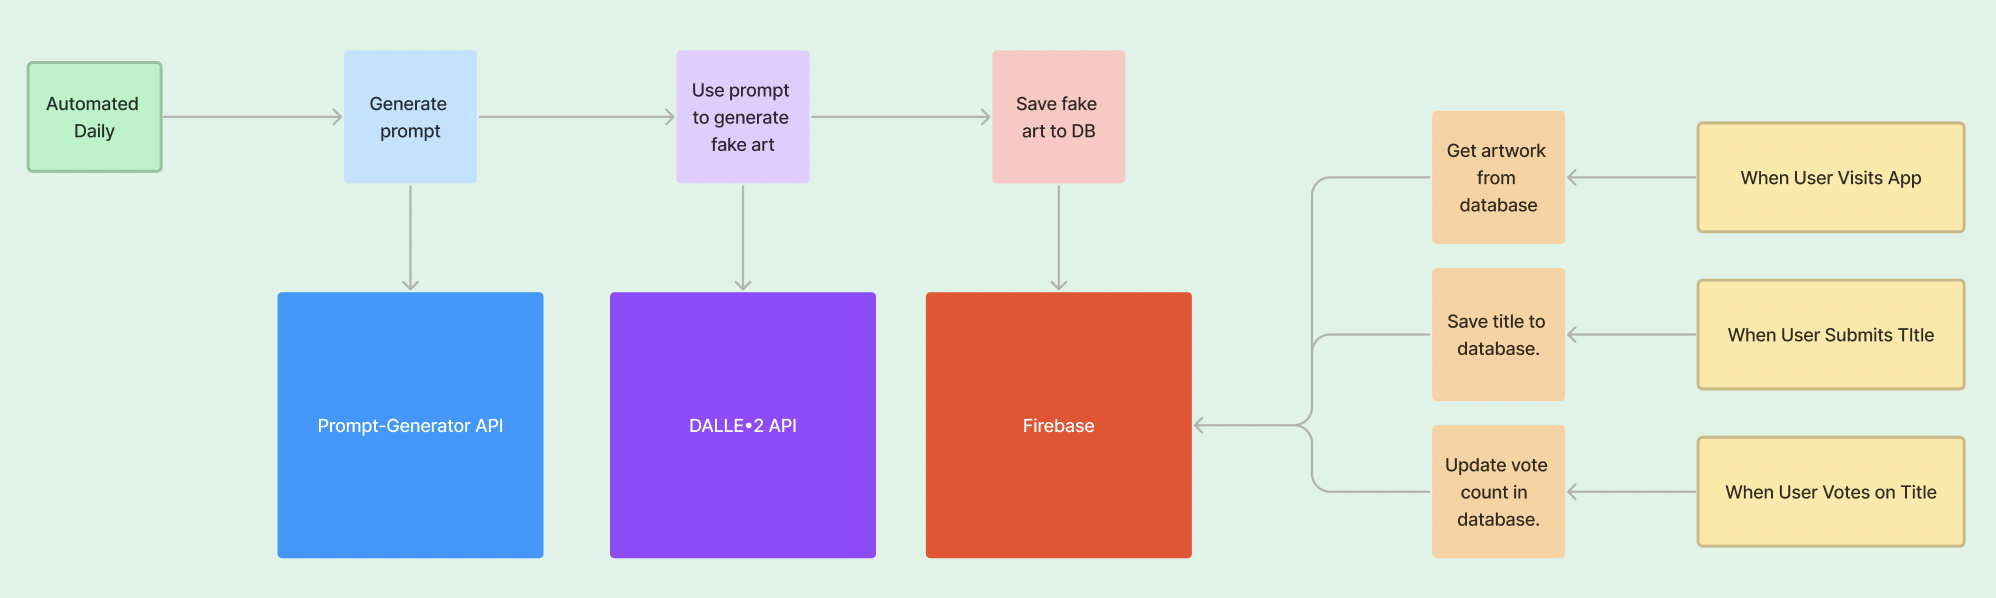 Automated
Daily
Generate
prompt
Use prompt
to generate
fake art
Save fake
art to DB
Get artwork
from
database
When User Visits App
Save title to
database.
When User Submits TItle
Update vote
count in
database.
When User Votes on Title
Prompt-Generator API
DALLE•2 API
Firebase